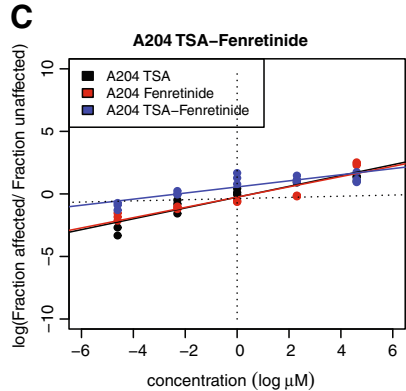 C
A204 TSA−Fenretinide
log(Fraction affected/ Fraction unaffected)
10
5
0
−5
−10
A204 TSA
A204 Fenretinide
A204 TSA−Fenretinide
−6 −4 −2 0 2 4 6
concentration (log μM)